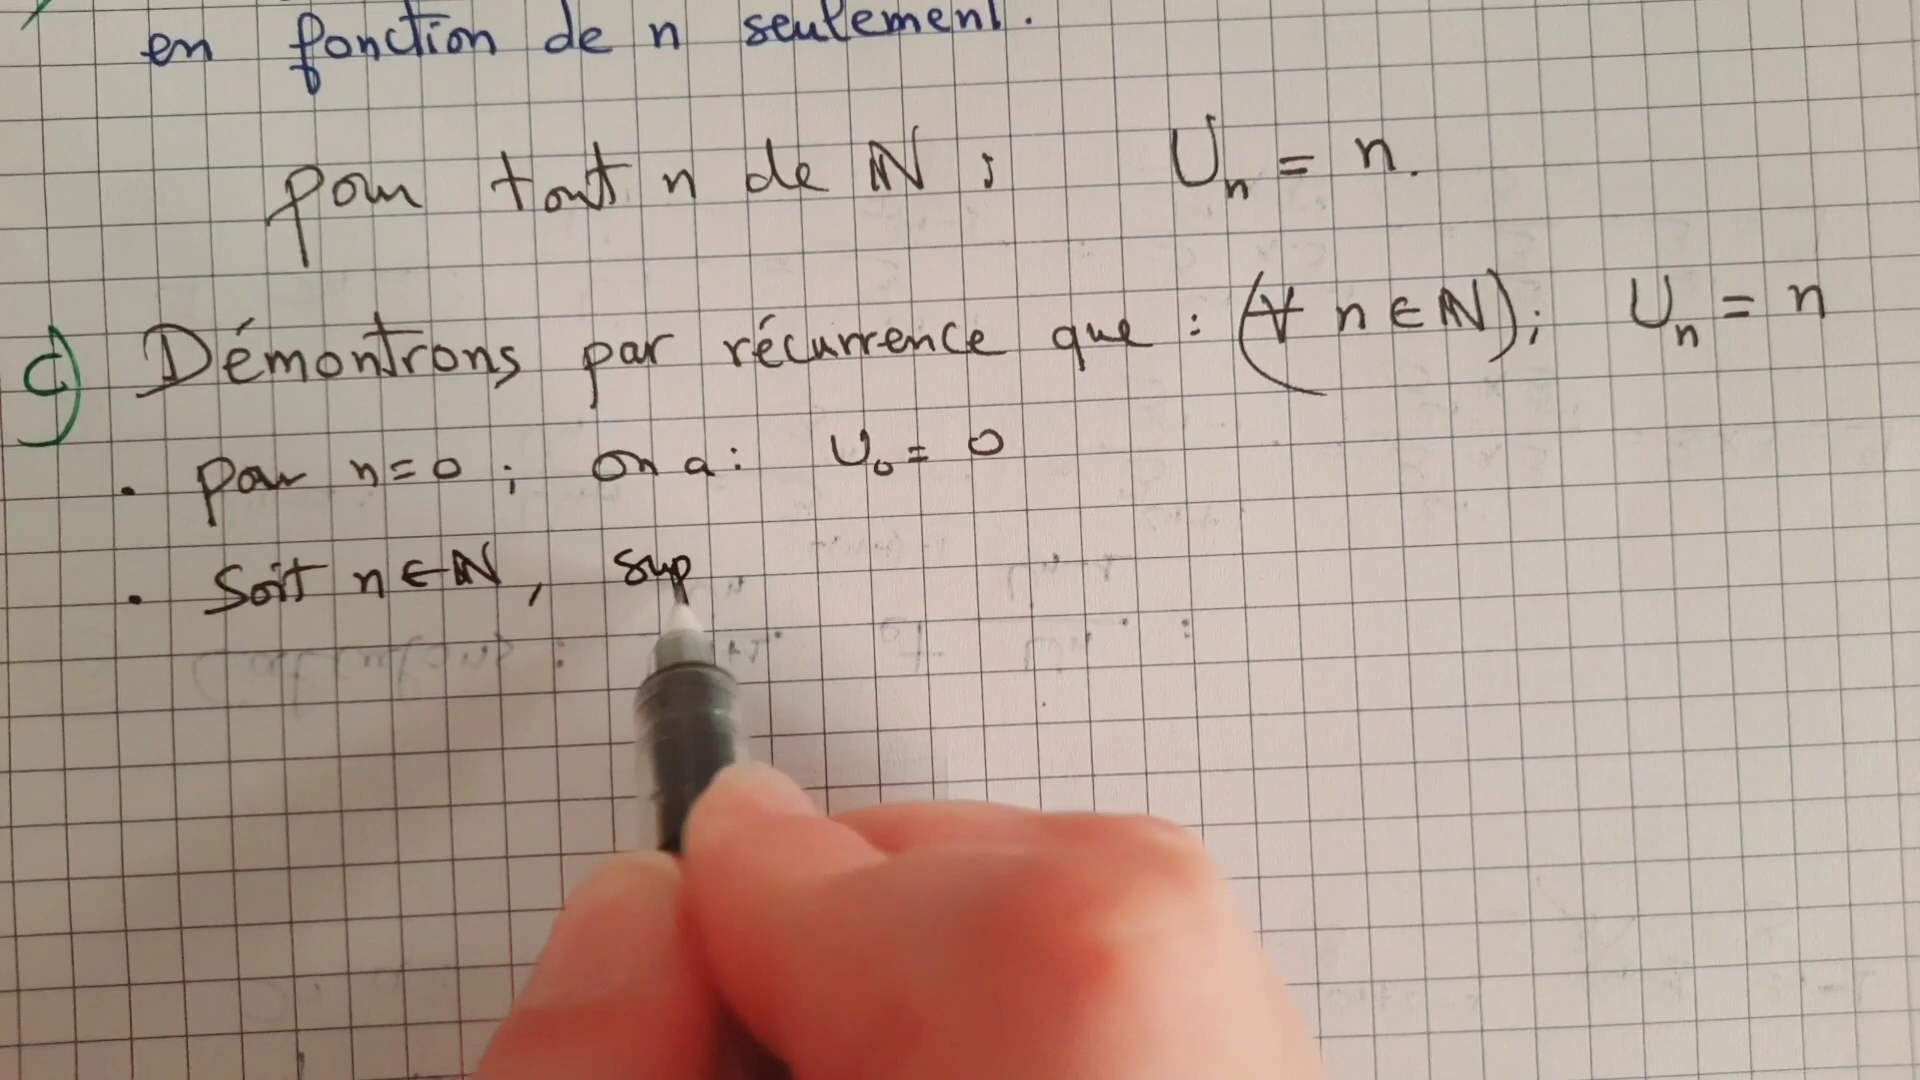 en fonction de n seulement.
Pour tout n de ℕ ; Uₙ = n.
c) Démontrons par récurrence que : (∀ n ∈ ℕ) ; Uₙ = n
• Pour n = 0 ; on a : U₀ = 0
• Soit n ∈ ℕ , sup